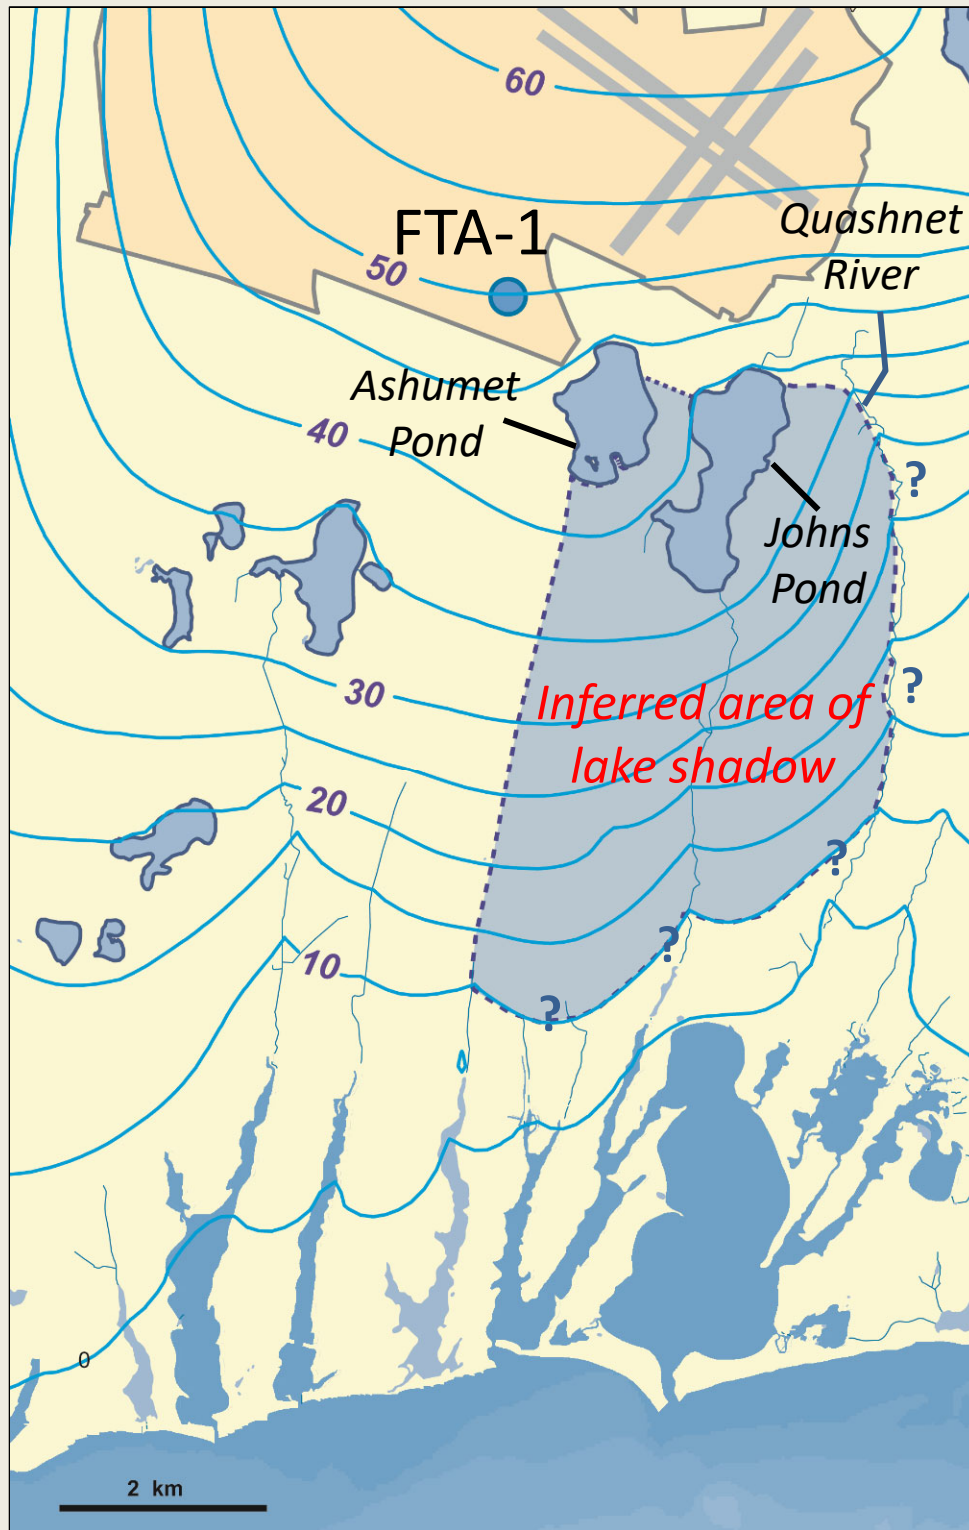 60
FTA-1
Quashnet
River
50
Ashumet
Pond
40
?
Johns
Pond
30
?
Inferred area of
lake shadow
20
?
?
10
?
0
2 km